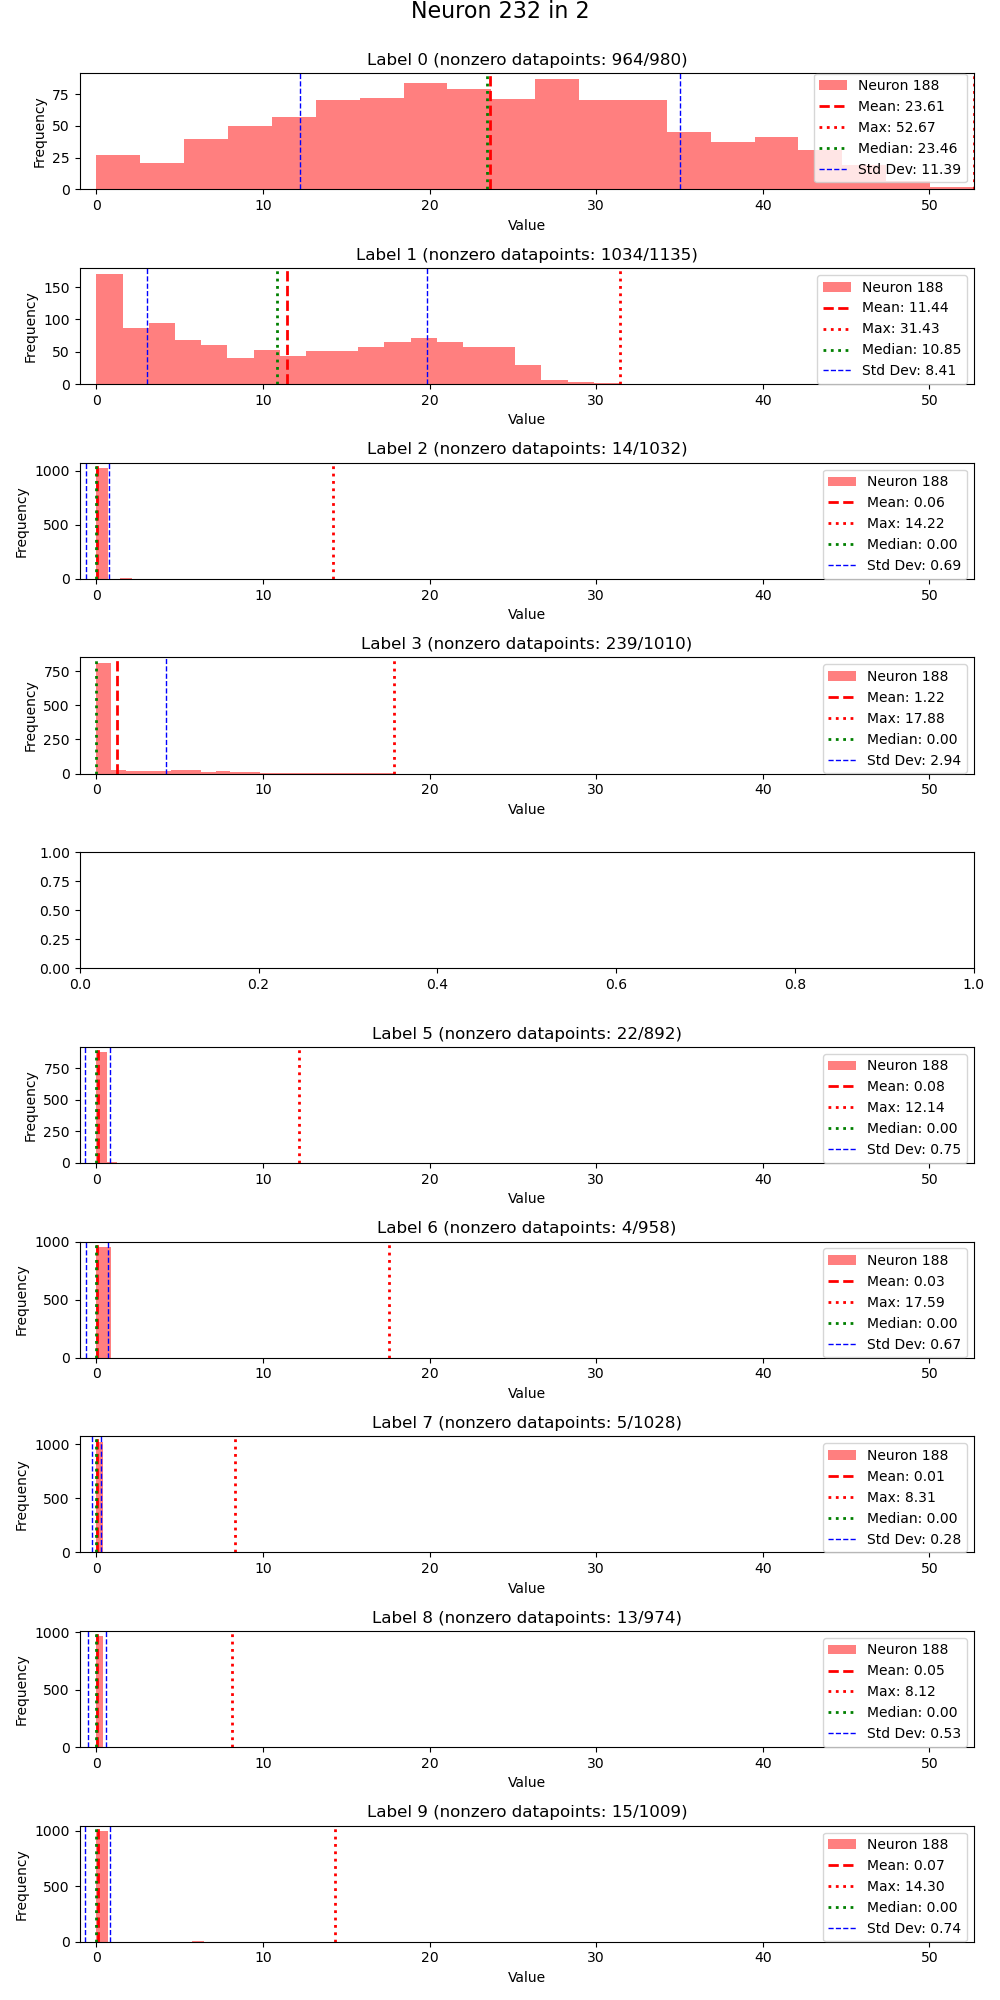 Neuron 232 in 2
Label 0 (nonzero datapoints: 964/980)
Frequency
75
50
25
0
Neuron 188
Mean: 23.61
Max: 52.67
Median: 23.46
Std Dev: 11.39
0 10 20 30 40 50
Value
Label 1 (nonzero datapoints: 1034/1135)
Frequency
150
100
50
0
Neuron 188
Mean: 11.44
Max: 31.43
Median: 10.85
Std Dev: 8.41
0 10 20 30 40 50
Value
Label 2 (nonzero datapoints: 14/1032)
Frequency
1000
500
0
Neuron 188
Mean: 0.06
Max: 14.22
Median: 0.00
Std Dev: 0.69
0 10 20 30 40 50
Value
Label 3 (nonzero datapoints: 239/1010)
Frequency
750
500
250
0
Neuron 188
Mean: 1.22
Max: 17.88
Median: 0.00
Std Dev: 2.94
0 10 20 30 40 50
Value
1.00
0.75
0.50
0.25
0.00
0.0 0.2 0.4 0.6 0.8 1.0
Label 5 (nonzero datapoints: 22/892)
Frequency
750
500
250
0
Neuron 188
Mean: 0.08
Max: 12.14
Median: 0.00
Std Dev: 0.75
0 10 20 30 40 50
Value
Label 6 (nonzero datapoints: 4/958)
Frequency
1000
500
0
Neuron 188
Mean: 0.03
Max: 17.59
Median: 0.00
Std Dev: 0.67
0 10 20 30 40 50
Value
Label 7 (nonzero datapoints: 5/1028)
Frequency
1000
500
0
Neuron 188
Mean: 0.01
Max: 8.31
Median: 0.00
Std Dev: 0.28
0 10 20 30 40 50
Value
Label 8 (nonzero datapoints: 13/974)
Frequency
1000
500
0
Neuron 188
Mean: 0.05
Max: 8.12
Median: 0.00
Std Dev: 0.53
0 10 20 30 40 50
Value
Label 9 (nonzero datapoints: 15/1009)
Frequency
1000
500
0
Neuron 188
Mean: 0.07
Max: 14.30
Median: 0.00
Std Dev: 0.74
0 10 20 30 40 50
Value